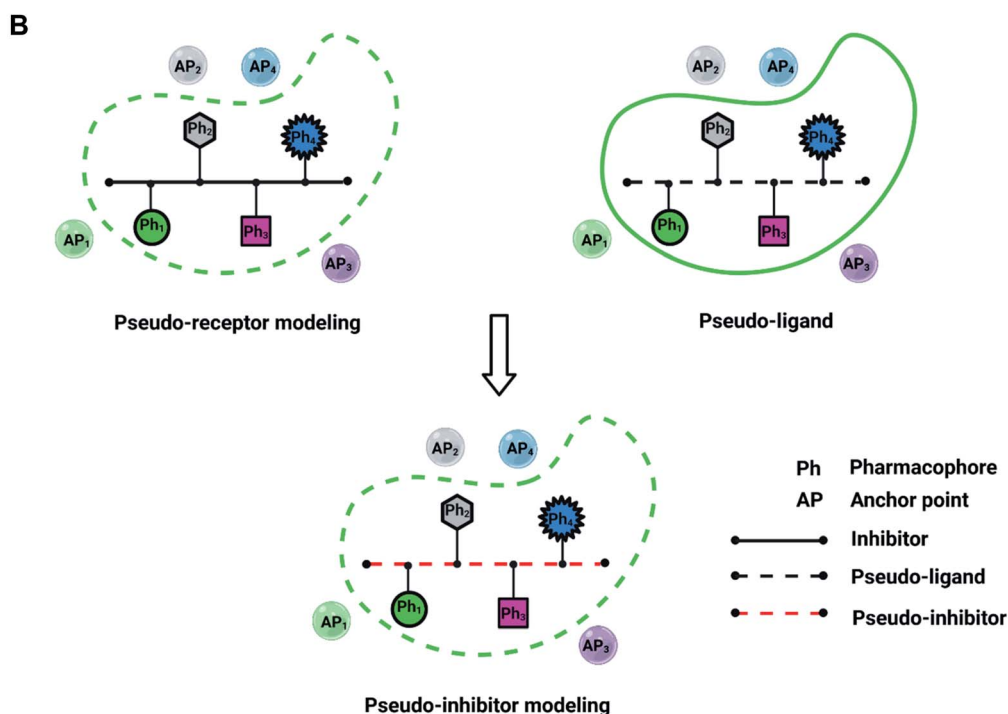 B
AP₂ AP₄
Ph₂ Ph₄
Ph₁ Ph₃
AP₁ AP₃
Pseudo-receptor modeling
AP₂ AP₄
Ph₂ Ph₄
Ph₁ Ph₃
AP₁ AP₃
Pseudo-ligand
AP₂ AP₄
Ph₂ Ph₄
Ph₁ Ph₃
AP₁ AP₃
Pseudo-inhibitor modeling
Ph Pharmacophore
AP Anchor point
Inhibitor
Pseudo-ligand
Pseudo-inhibitor